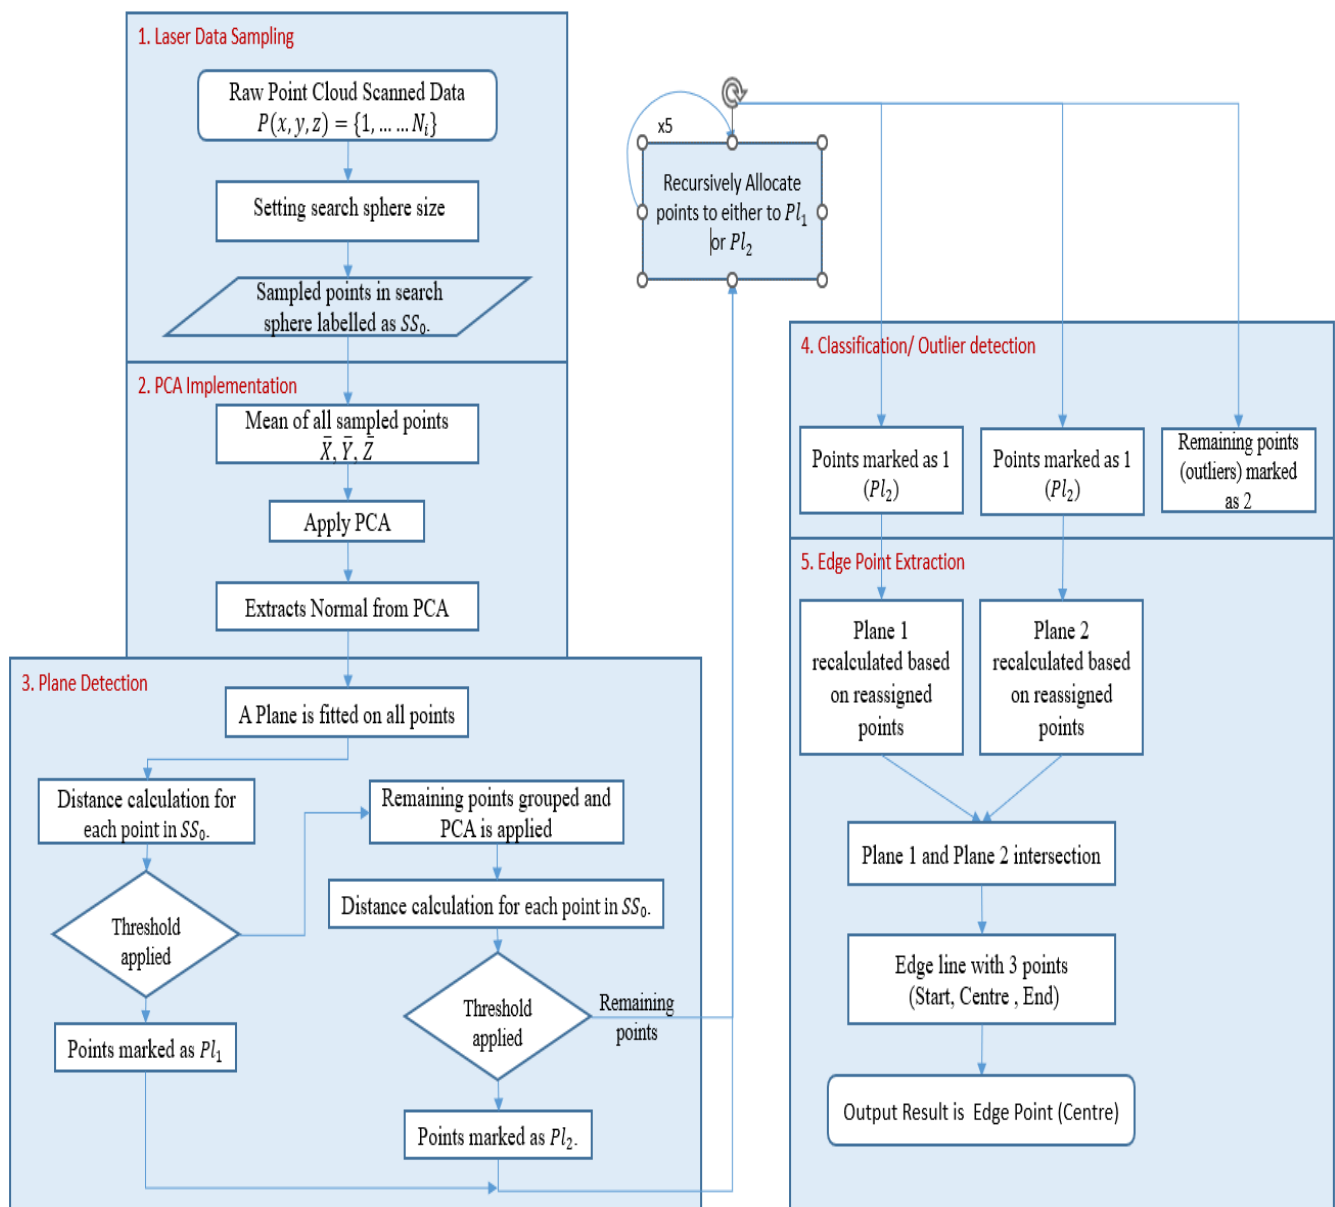 1. Laser Data Sampling
Raw Point Cloud Scanned Data
P(x, y, z) = {1, … … N_i}
Setting search sphere size
Sampled points in search
sphere labelled as SS₀.
2. PCA Implementation
Mean of all sampled points
X̄, Ȳ, Z̄
Apply PCA
Extracts Normal from PCA
3. Plane Detection
A Plane is fitted on all points
Distance calculation for
each point in SS₀.
Threshold
applied
Points marked as Pl₁
Remaining points grouped and
PCA is applied
Distance calculation for each point in SS₀.
Threshold
applied
Remaining
points
Points marked as Pl₂.
x5
Recursively Allocate
points to either to Pl₁
or Pl₂
4. Classification/ Outlier detection
Points marked as 1
(Pl₂)
Points marked as 1
(Pl₂)
Remaining points
(outliers) marked
as 2
5. Edge Point Extraction
Plane 1
recalculated based
on reassigned
points
Plane 2
recalculated based
on reassigned
points
Plane 1 and Plane 2 intersection
Edge line with 3 points
(Start, Centre , End)
Output Result is Edge Point (Centre)